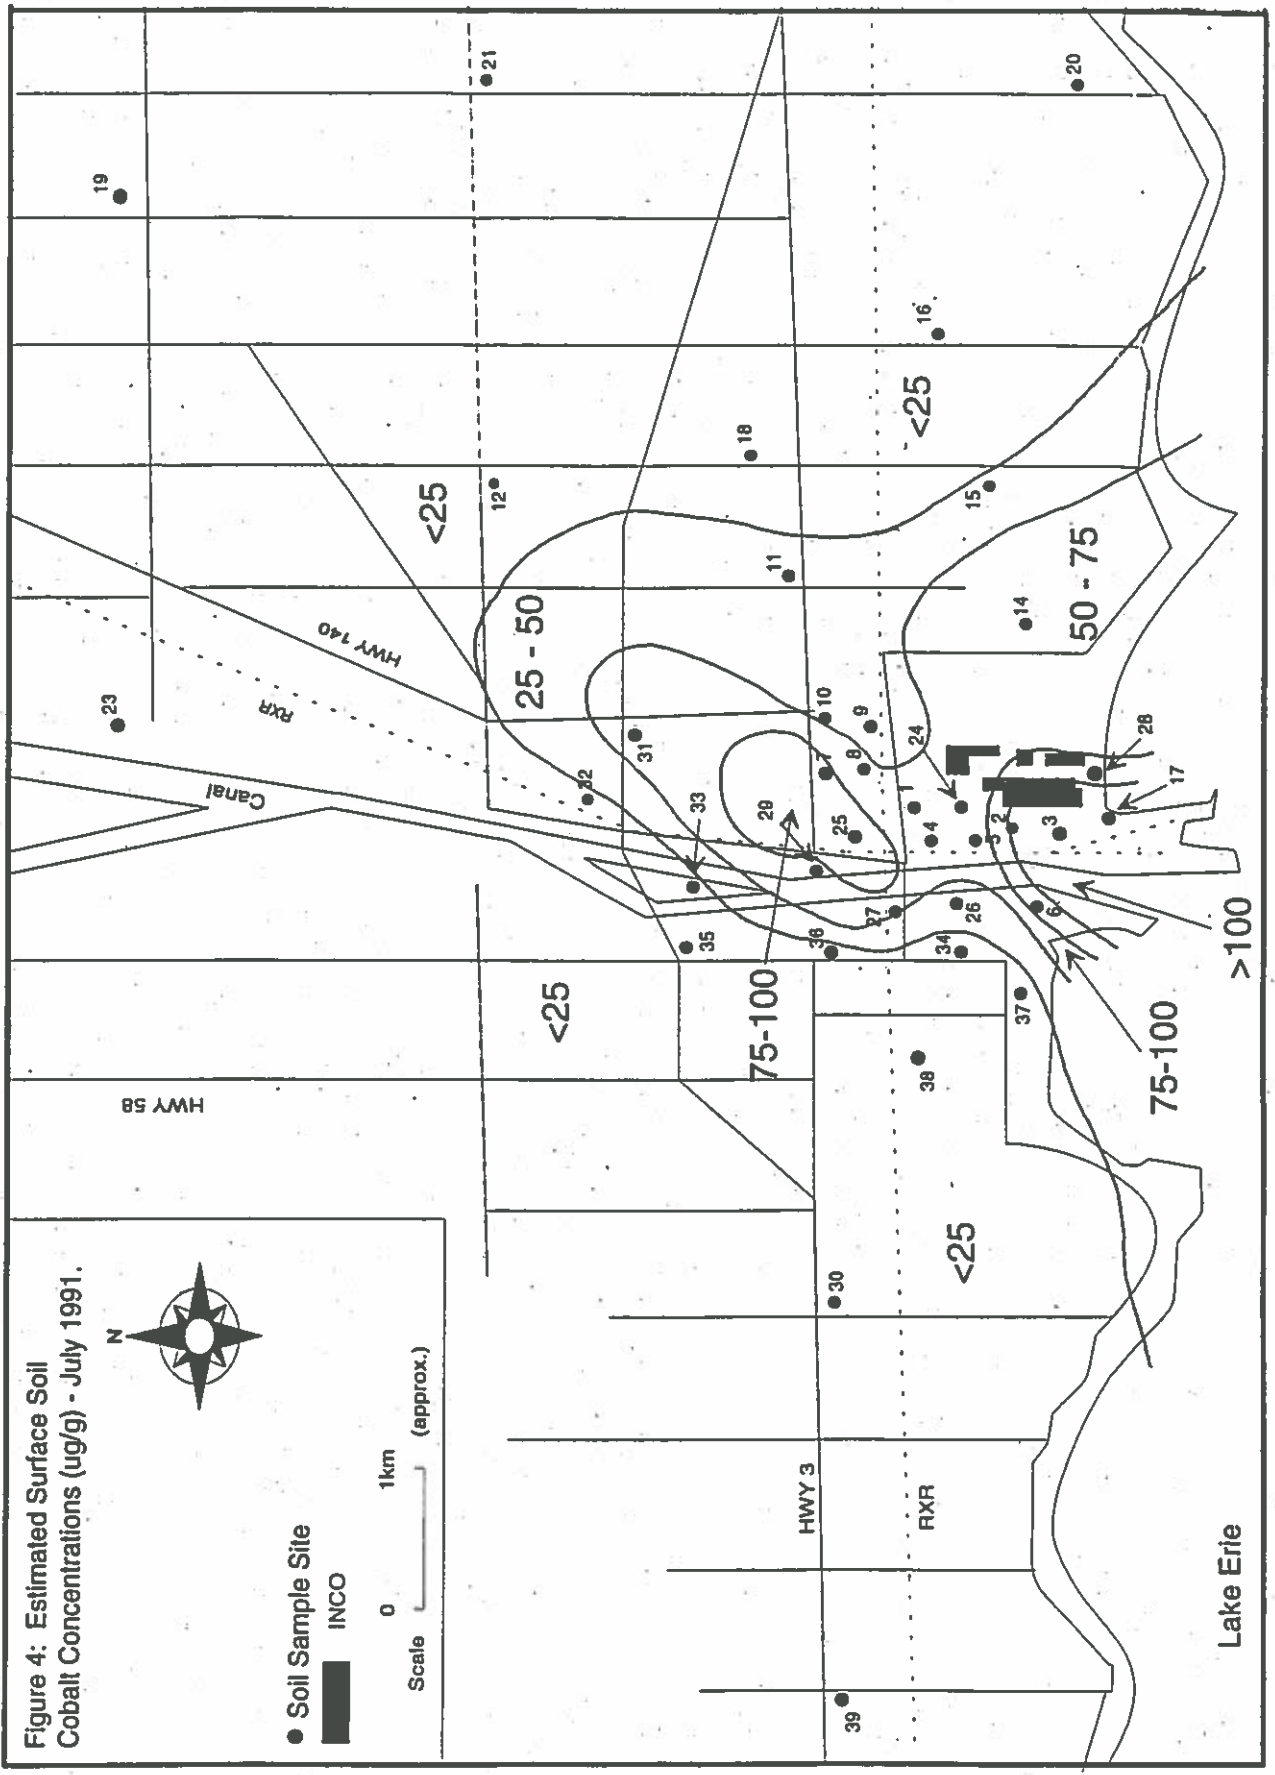 Figure 4: Estimated Surface Soil
Cobalt Concentrations (ug/g) - July 1991.
N
Soil Sample Site
INCO
0
1km
Scale
(approx.)
HWY 58
HWY 3
RXR
Lake Erie
39
30
<25
38
37
<25
35
36
34
75-100
75-100
>100
27
26
6
33
29
25
32
Canal
31
7
8
9
10
24
1
4
5
2
3
17
28
23
RXR
HWY 140
25 - 50
11
14
50 - 75
<25
12
18
15
<25
16
19
21
20